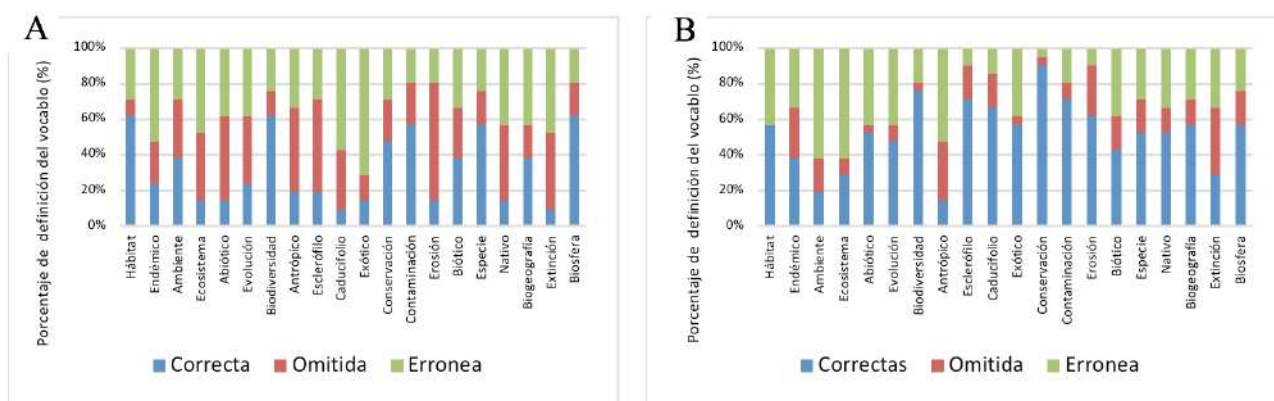 A
Porcentaje de definición del vocablo (%)
100%
80%
60%
40%
20%
0%
Hábitat
Endémico
Ambiente
Ecosistema
Abiótico
Evolución
Biodiversidad
Antrópico
Esclerófilo
Caducifolio
Exótico
Conservación
Contaminación
Erosión
Biótico
Especie
Nativo
Biogeografía
Extinción
Biosfera
Correcta Omitida Erronea
B
Porcentaje de definición del vocablo (%)
100%
80%
60%
40%
20%
0%
Hábitat
Endémico
Ambiente
Ecosistema
Abiótico
Evolución
Biodiversidad
Antrópico
Esclerófilo
Caducifolio
Exótico
Conservación
Contaminación
Erosión
Biótico
Especie
Nativo
Biogeografía
Extinción
Biosfera
Correctas Omitida Erronea